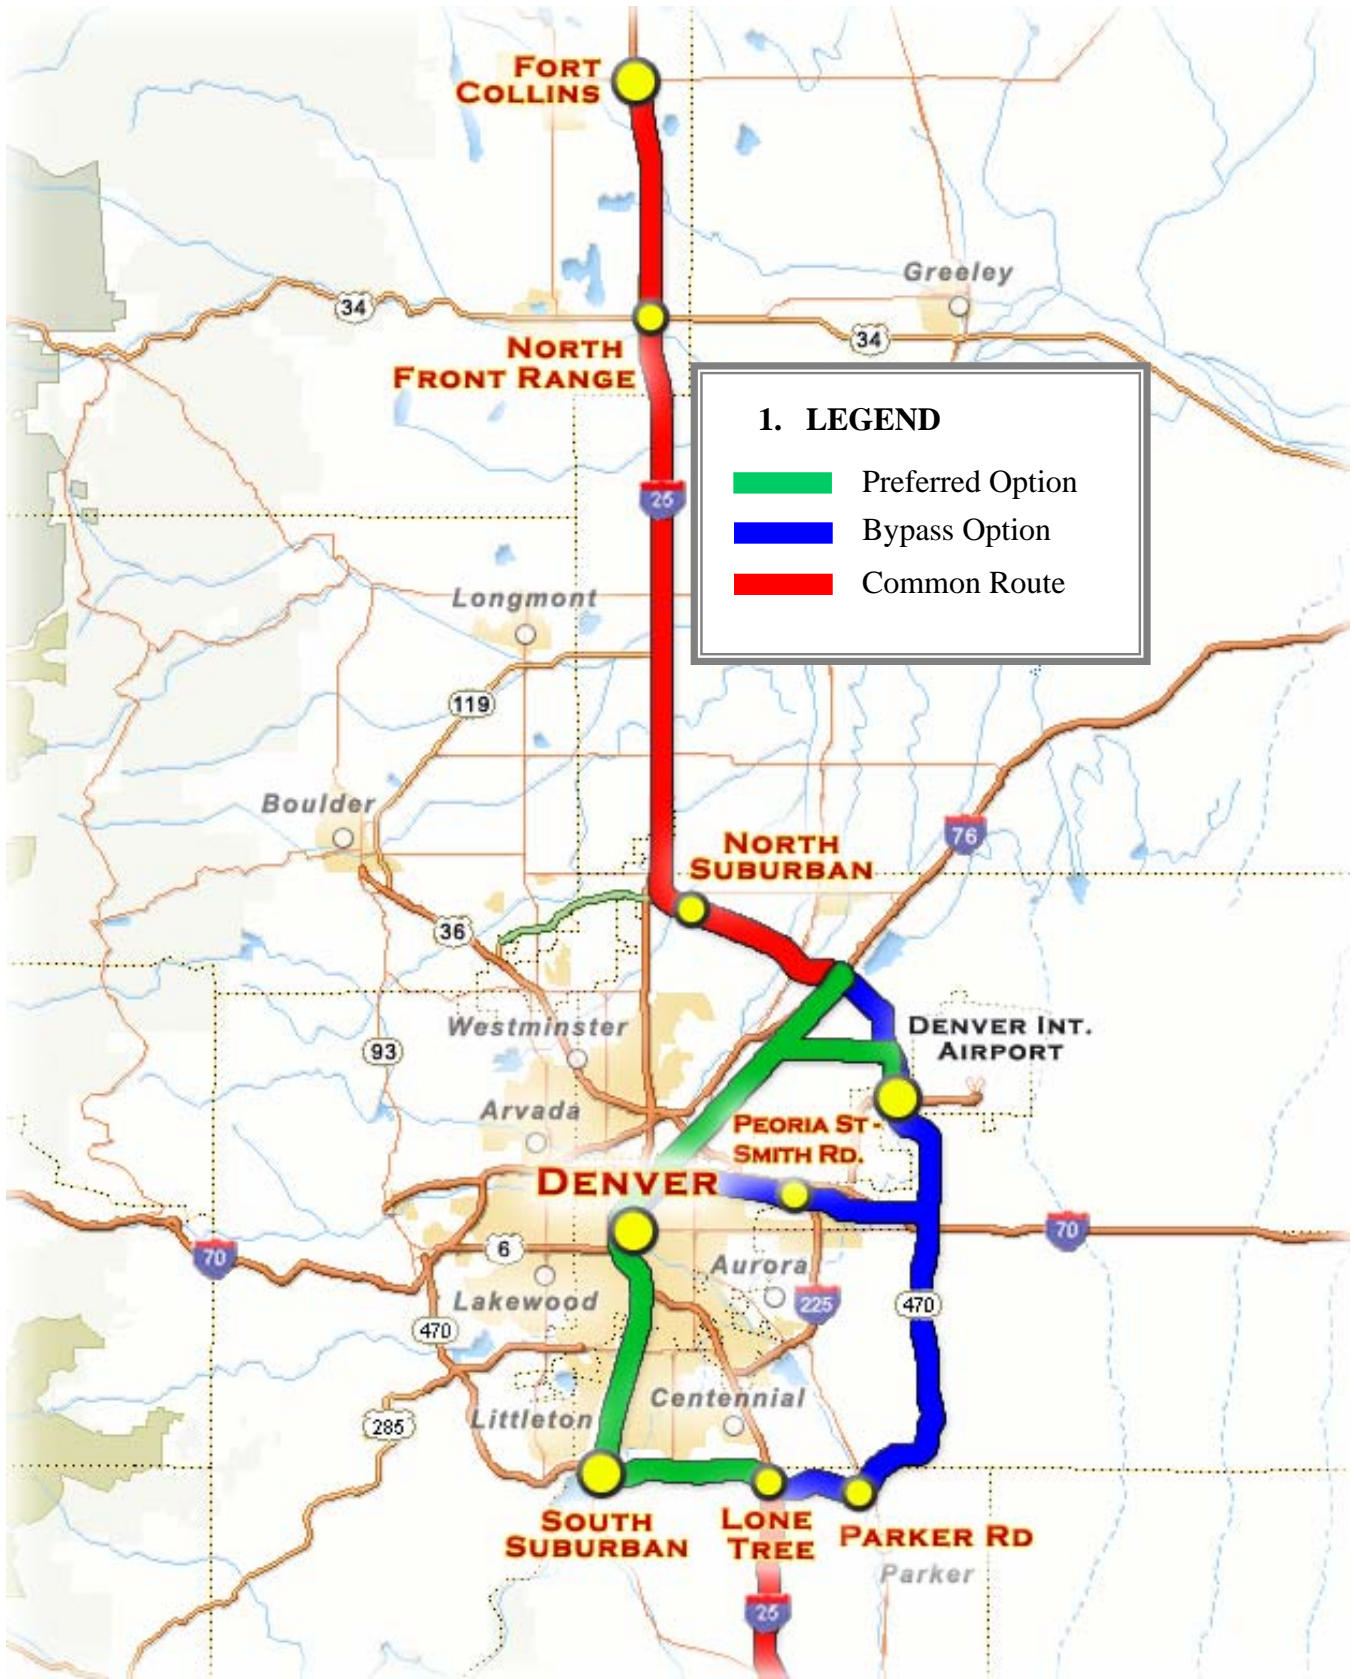 FORT
COLLINS
Greeley
34
34
NORTH
FRONT RANGE
1. LEGEND
Preferred Option
Bypass Option
Common Route
25
Longmont
119
Boulder
76
NORTH
SUBURBAN
36
Westminster
DENVER INT.
AIRPORT
93
Arvada
PEORIA ST-
SMITH RD.
DENVER
70
6
70
Aurora
Lakewood
225
470
470
Centennial
Littleton
285
SOUTH
SUBURBAN
LONE
TREE
PARKER RD
Parker
25